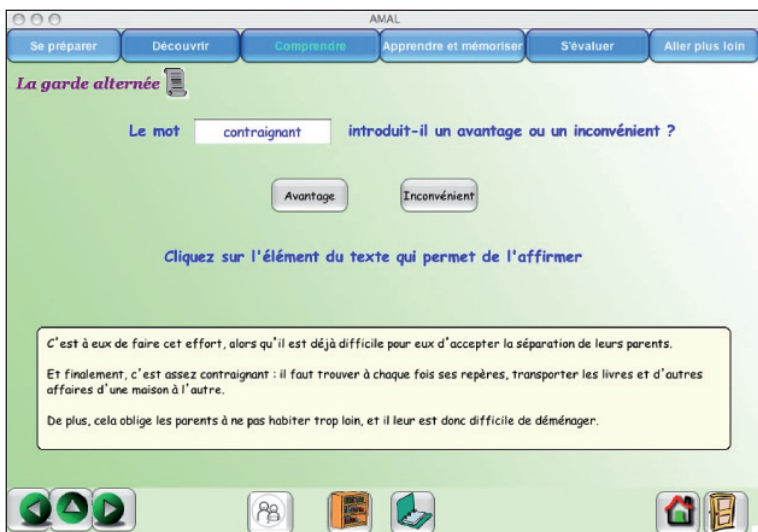 AMAL
Se préparer Découvrir Comprendre Apprendre et mémoriser S'évaluer Aller plus loin
La garde alternée
Le mot contraignant introduit-il un avantage ou un inconvénient ?
Avantage Inconvénient
Cliquez sur l'élément du texte qui permet de l'affirmer
C'est à eux de faire cet effort, alors qu'il est déjà difficile pour eux d'accepter la séparation de leurs parents.
Et finalement, c'est assez contraignant : il faut trouver à chaque fois ses repères, transporter les livres et d'autres
affaires d'une maison à l'autre.
De plus, cela oblige les parents à ne pas habiter trop loin, et il leur est donc difficile de déménager.